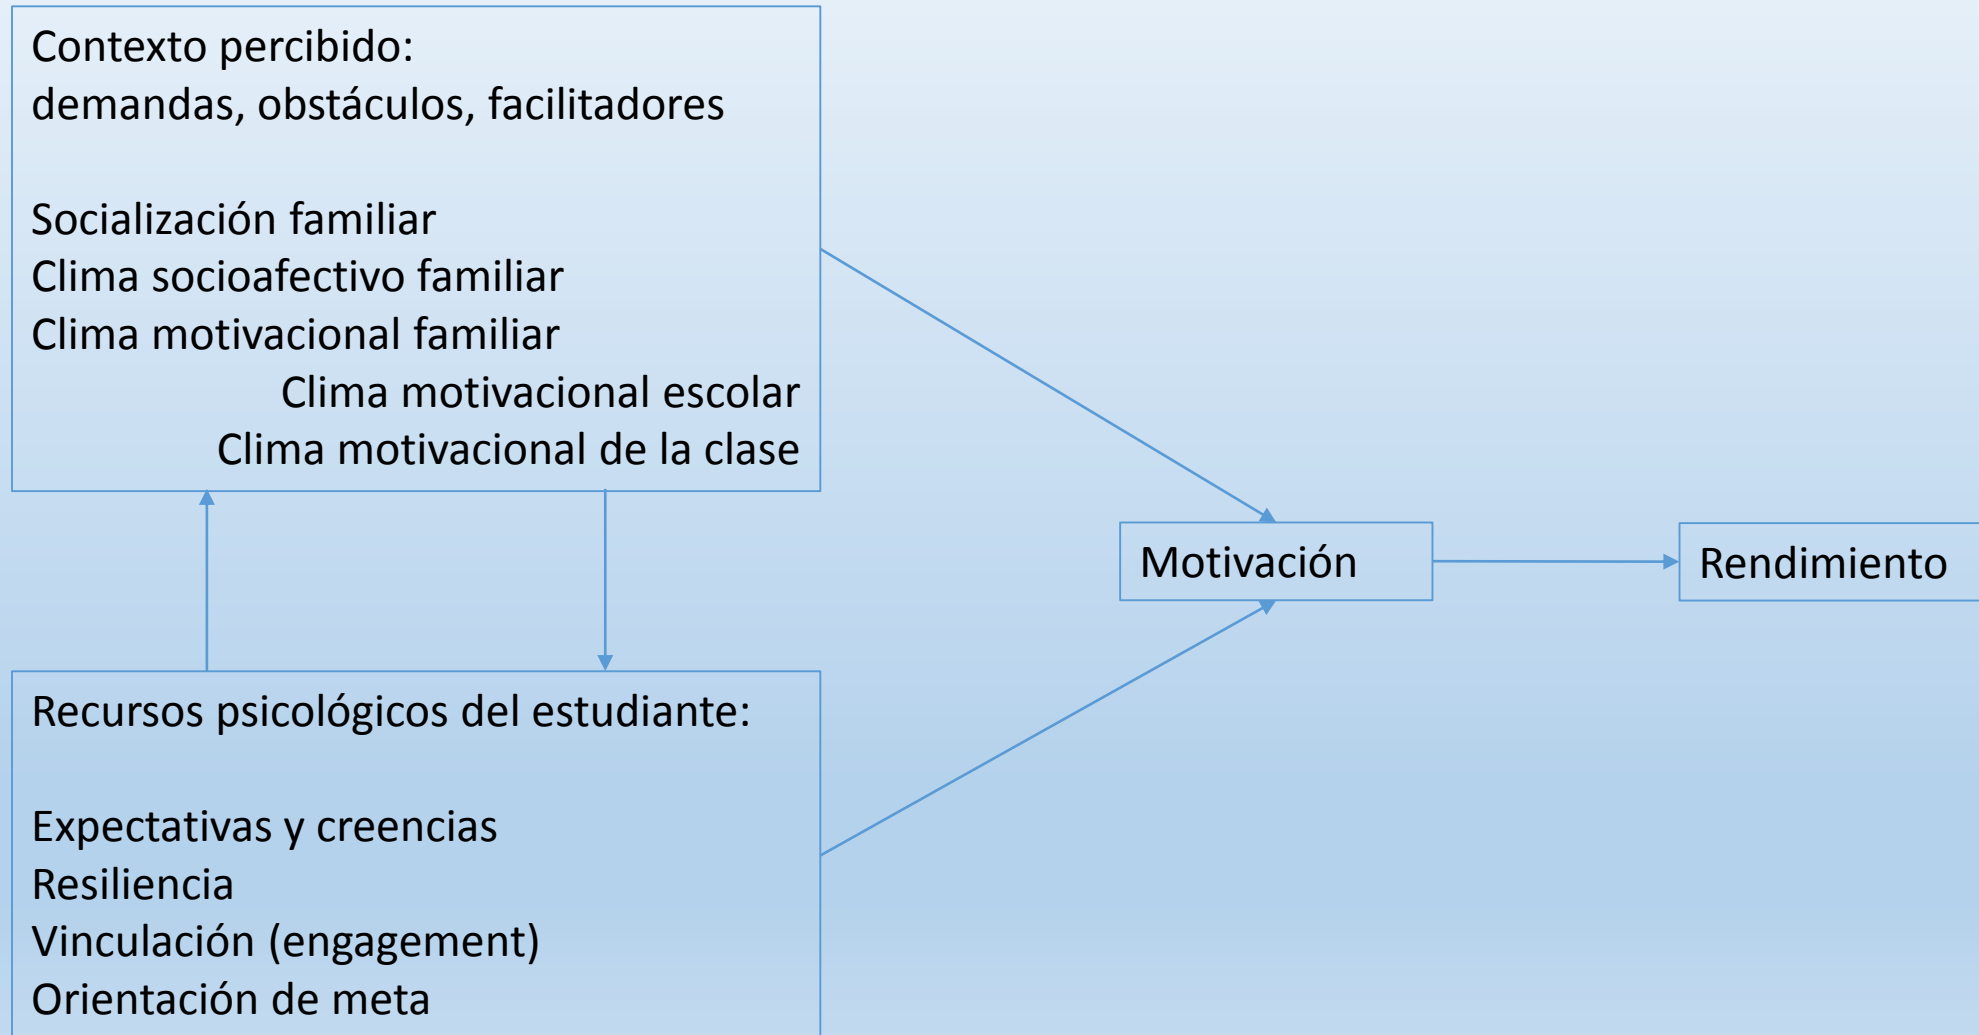 Contexto percibido:
demandas, obstáculos, facilitadores
Socialización familiar
Clima socioafectivo familiar
Clima motivacional familiar
Clima motivacional escolar
Clima motivacional de la clase
Motivación
Rendimiento
Recursos psicológicos del estudiante:
Expectativas y creencias
Resiliencia
Vinculación (engagement)
Orientación de meta